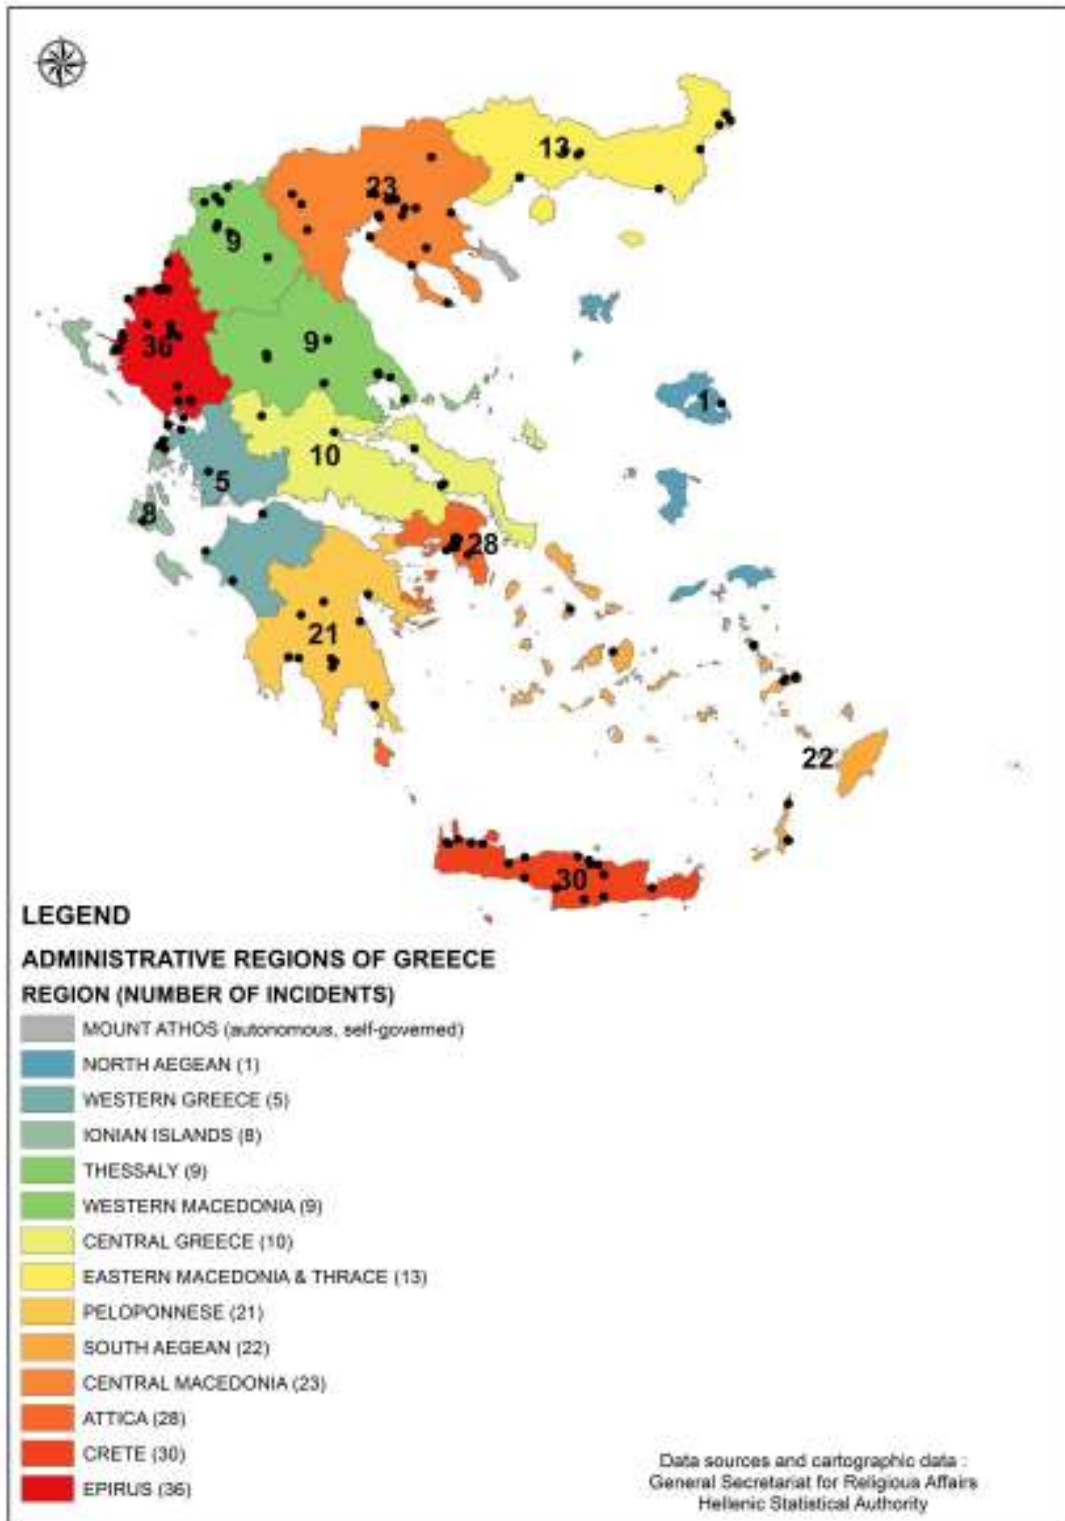 13
23
9
36
9
1
10
5
8
28
21
22
30
LEGEND
ADMINISTRATIVE REGIONS OF GREECE
REGION (NUMBER OF INCIDENTS)
MOUNT ATHOS (autonomous, self-governed)
NORTH AEGEAN (1)
WESTERN GREECE (5)
IONIAN ISLANDS (8)
THESSALY (9)
WESTERN MACEDONIA (9)
CENTRAL GREECE (10)
EASTERN MACEDONIA & THRACE (13)
PELOPONNESE (21)
SOUTH AEGEAN (22)
CENTRAL MACEDONIA (23)
ATTICA (28)
CRETE (30)
EPIRUS (36)
Data sources and cartographic data :
General Secretariat for Religious Affairs
Hellenic Statistical Authority